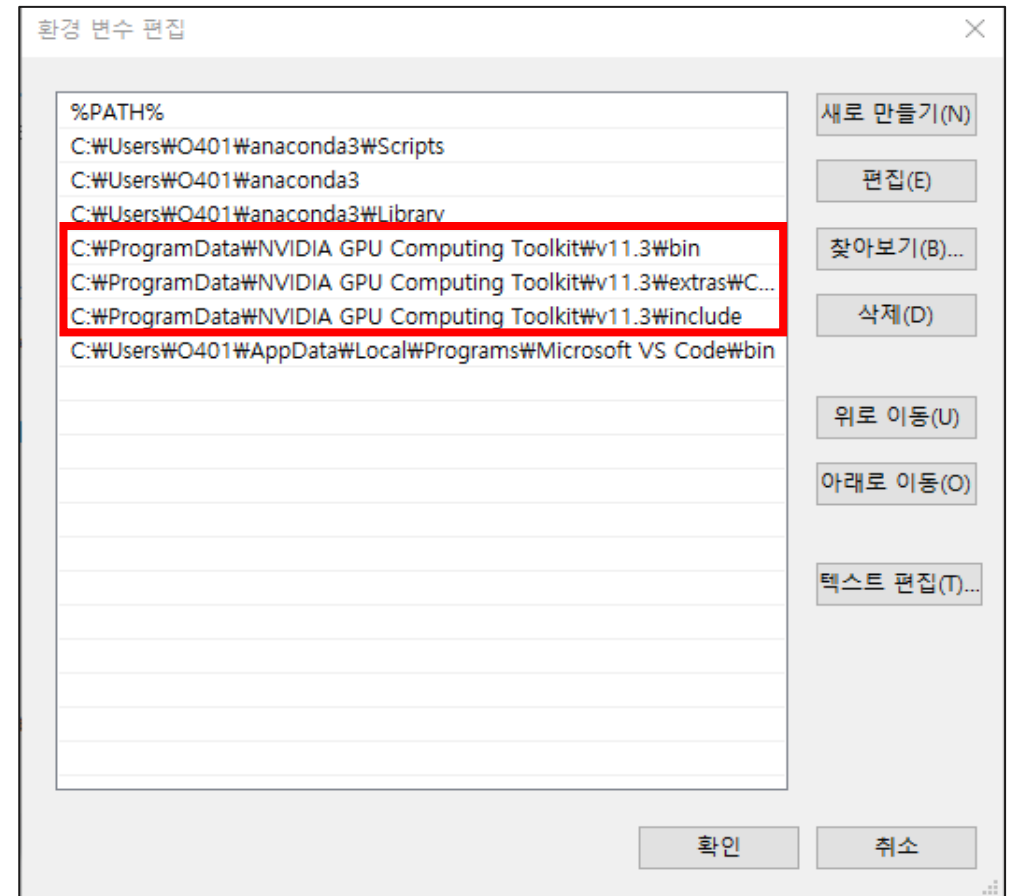 환경 변수 편집
%PATH%
C:₩Users₩O401₩anaconda3₩Scripts
C:₩Users₩O401₩anaconda3
C:₩Users₩O401₩anaconda3₩Library
C:₩ProgramData₩NVIDIA GPU Computing Toolkit₩v11.3₩bin
C:₩ProgramData₩NVIDIA GPU Computing Toolkit₩v11.3₩extras₩C...
C:₩ProgramData₩NVIDIA GPU Computing Toolkit₩v11.3₩include
C:₩Users₩O401₩AppData₩Local₩Programs₩Microsoft VS Code₩bin
새로 만들기(N)
편집(E)
찾아보기(B)...
삭제(D)
위로 이동(U)
아래로 이동(O)
텍스트 편집(T)...
확인
취소